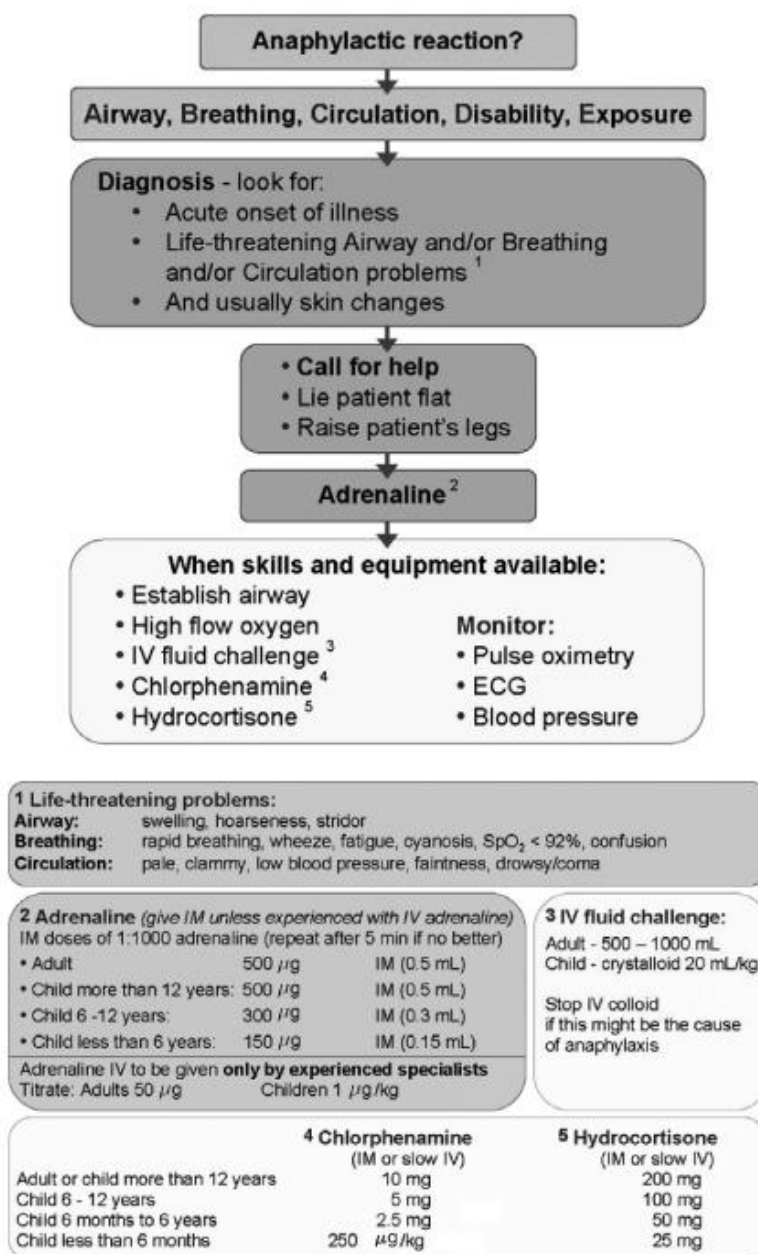 Anaphylactic reaction?
Airway, Breathing, Circulation, Disability, Exposure
Diagnosis - look for:
• Acute onset of illness
• Life-threatening Airway and/or Breathing
and/or Circulation problems 1
• And usually skin changes
• Call for help
• Lie patient flat
• Raise patient's legs
Adrenaline 2
When skills and equipment available:
• Establish airway
• High flow oxygen
• IV fluid challenge 3
• Chlorphenamine 4
• Hydrocortisone 5
Monitor:
• Pulse oximetry
• ECG
• Blood pressure
1 Life-threatening problems:
Airway: swelling, hoarseness, stridor
Breathing: rapid breathing, wheeze, fatigue, cyanosis, SpO2 < 92%, confusion
Circulation: pale, clammy, low blood pressure, faintness, drowsy/coma
2 Adrenaline (give IM unless experienced with IV adrenaline)
IM doses of 1:1000 adrenaline (repeat after 5 min if no better)
• Adult 500 µg IM (0.5 mL)
• Child more than 12 years: 500 µg IM (0.5 mL)
• Child 6 -12 years: 300 µg IM (0.3 mL)
• Child less than 6 years: 150 µg IM (0.15 mL)
Adrenaline IV to be given only by experienced specialists
Titrate: Adults 50 µg Children 1 µg/kg
3 IV fluid challenge:
Adult - 500 – 1000 mL
Child - crystalloid 20 mL/kg
Stop IV colloid
if this might be the cause
of anaphylaxis
4 Chlorphenamine 5 Hydrocortisone
(IM or slow IV) (IM or slow IV)
Adult or child more than 12 years 10 mg 200 mg
Child 6 - 12 years 5 mg 100 mg
Child 6 months to 6 years 2.5 mg 50 mg
Child less than 6 months 250 µg/kg 25 mg